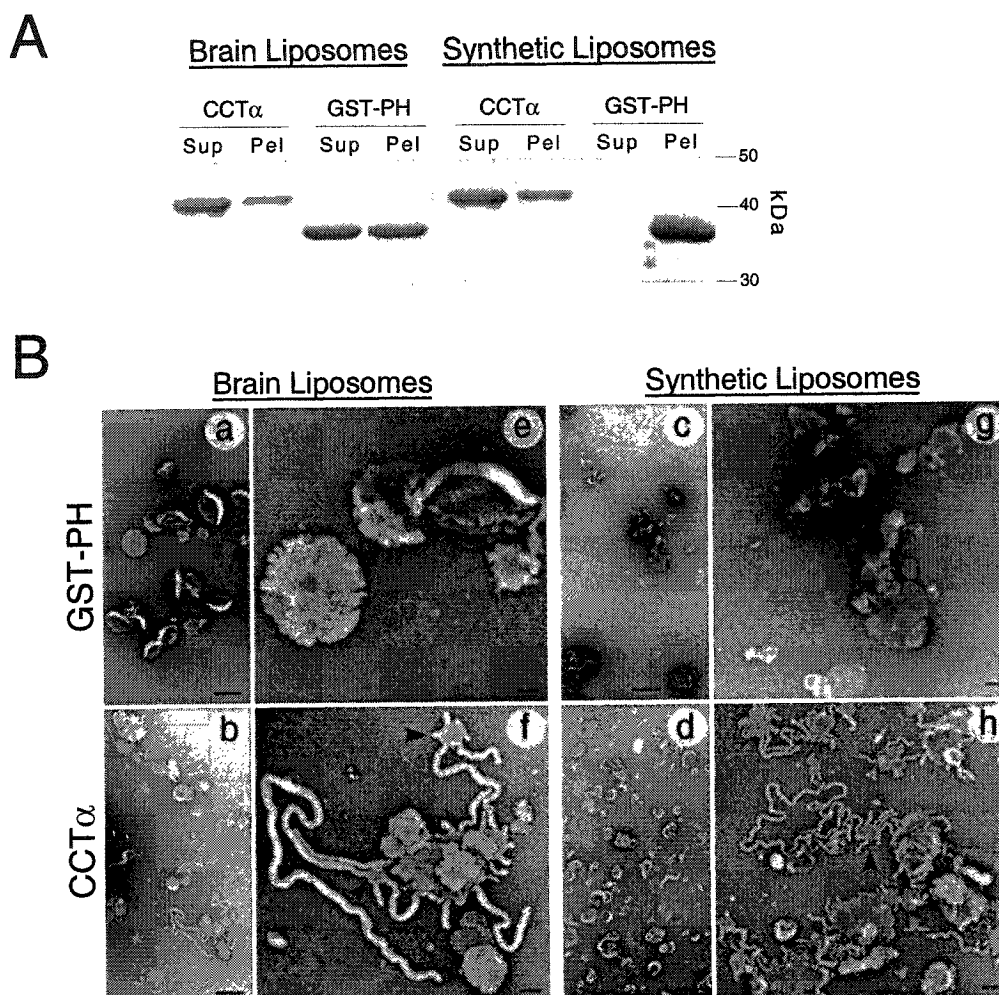 A
Brain Liposomes Synthetic Liposomes
CCTα GST-PH CCTα GST-PH
Sup Pel Sup Pel Sup Pel Sup Pel
50
40
30
kDa
B
Brain Liposomes Synthetic Liposomes
GST-PH
a e c g
CCTα
b f d h